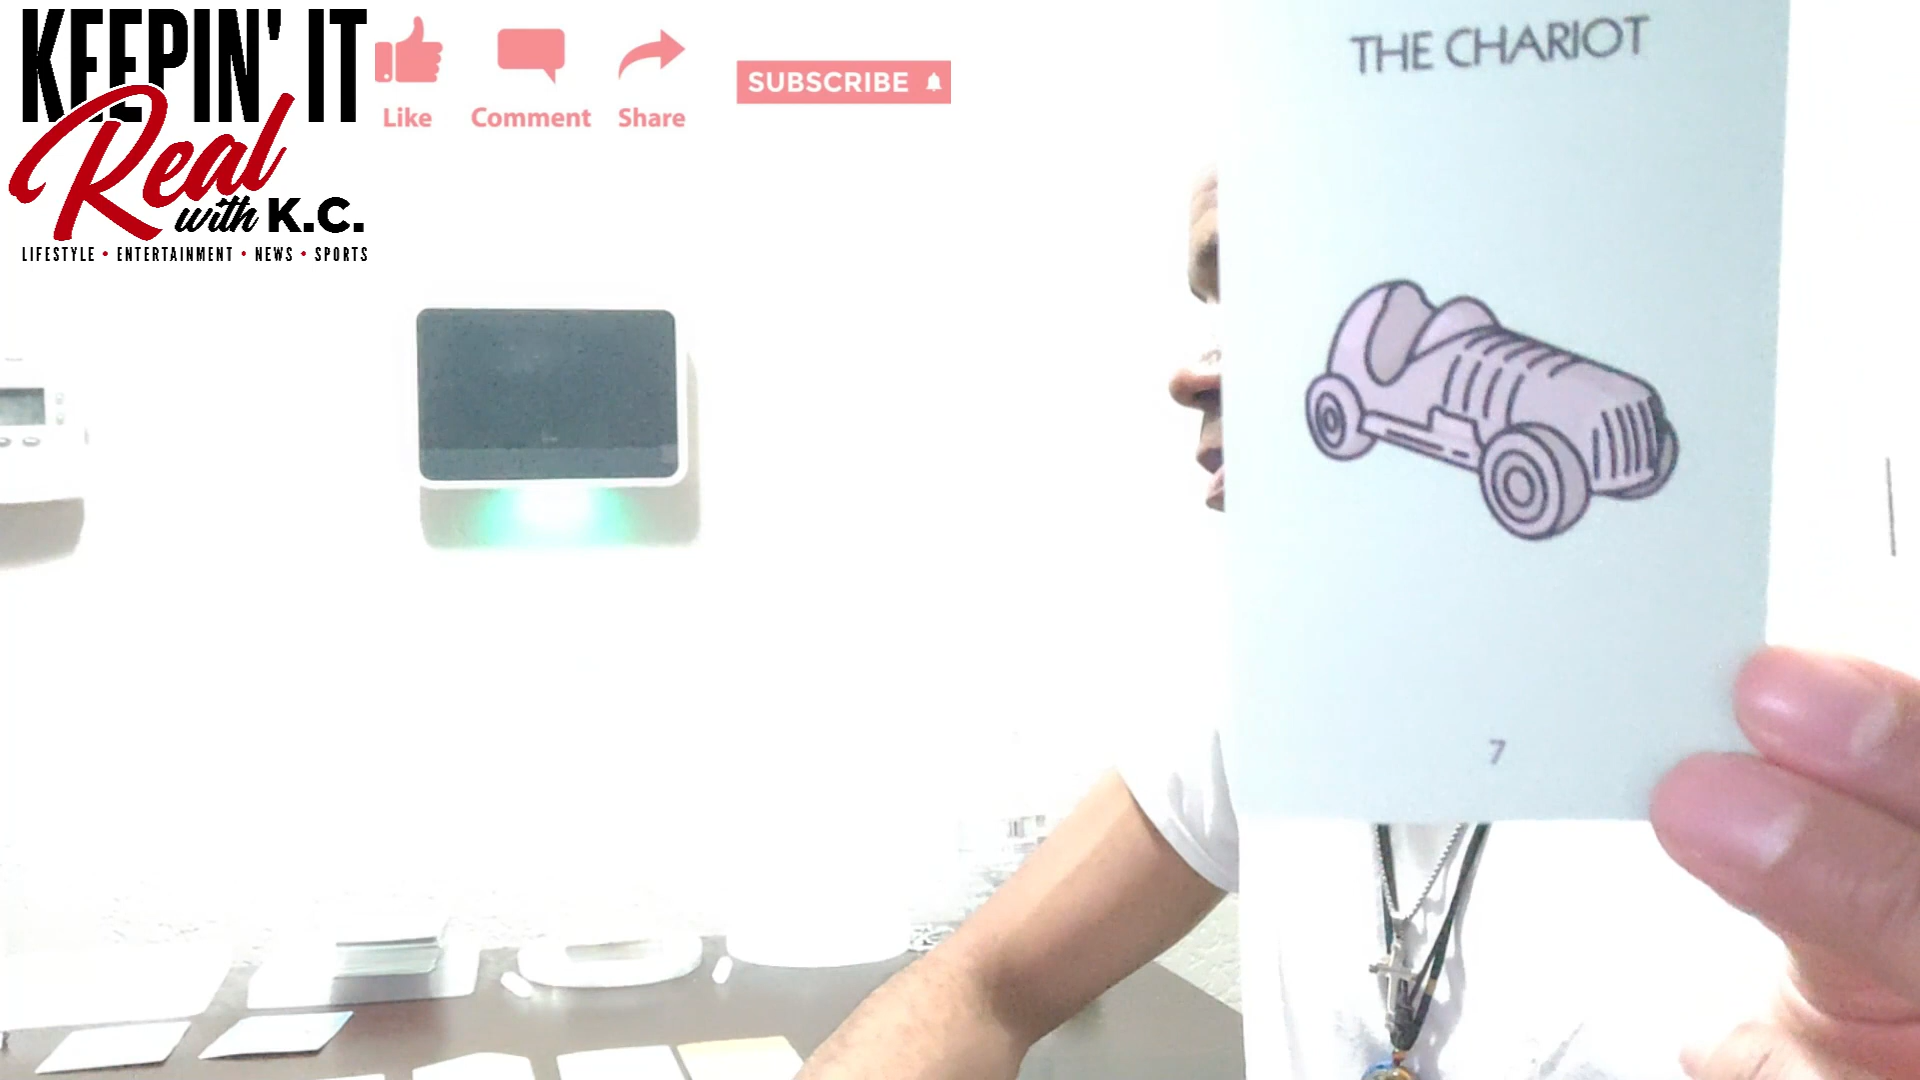 KEEPIN' IT
Real
with K.C.
LIFESTYLE • ENTERTAINMENT • NEWS • SPORTS
Like
Comment
Share
SUBSCRIBE
THE CHARIOT
7